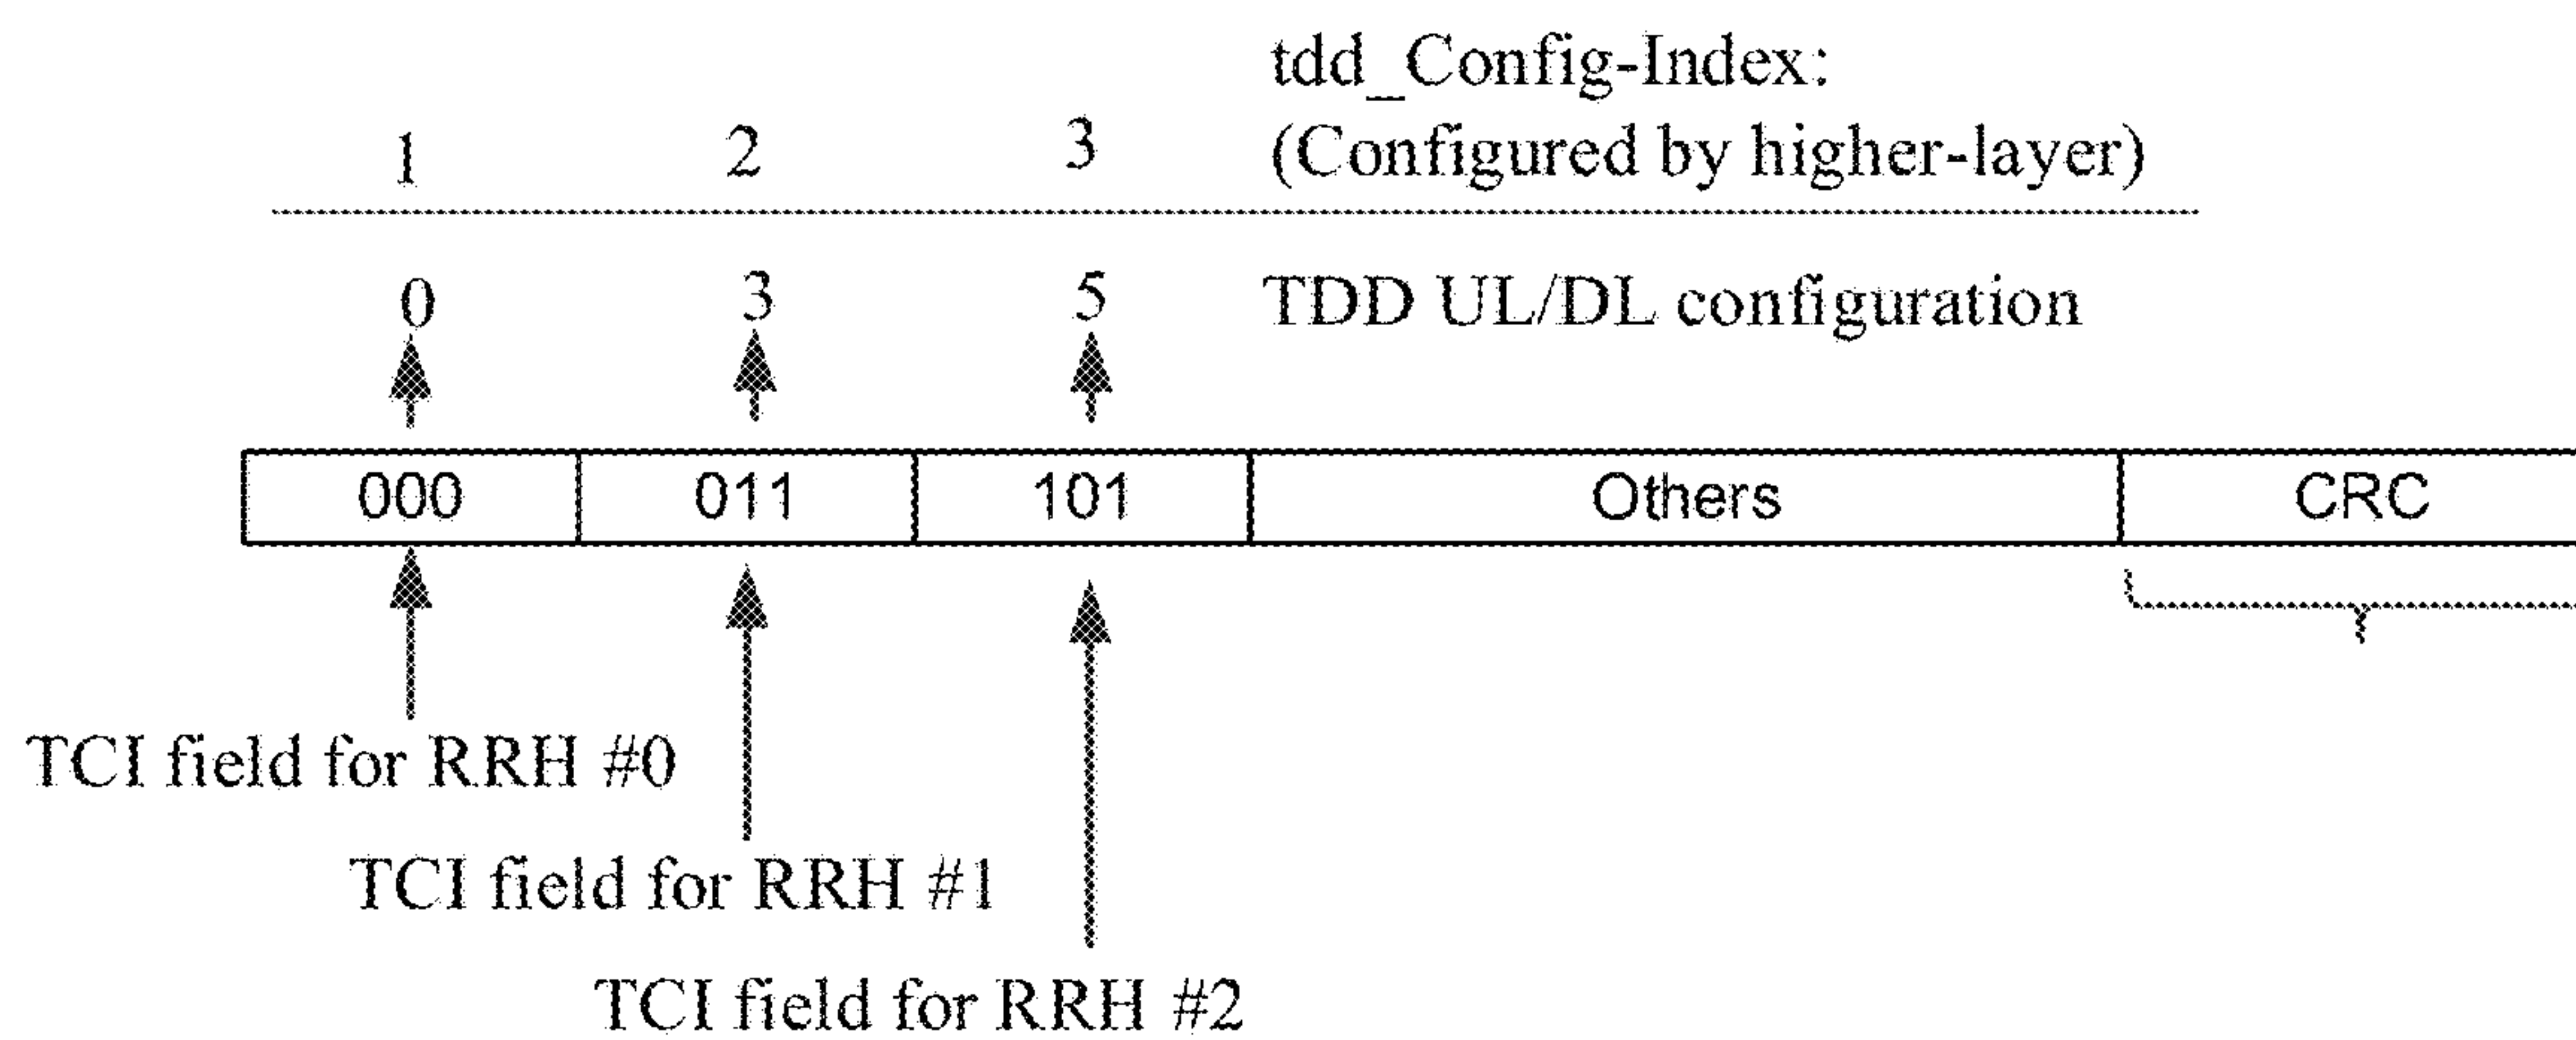 tdd_Config-Index:
1 2 3 (Configured by higher-layer)
0 3 5 TDD UL/DL configuration
000 011 101 Others CRC
TCI field for RRH #0
TCI field for RRH #1
TCI field for RRH #2